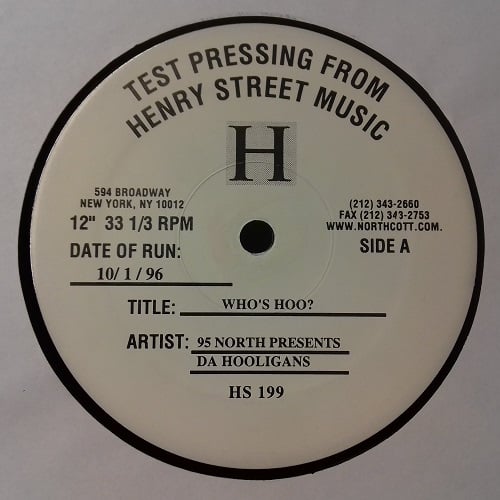 TEST PRESSING FROM
HENRY STREET MUSIC
H
594 BROADWAY
NEW YORK, NY 10012
12" 33 1/3 RPM
DATE OF RUN:
10/ 1 / 96
(212) 343-2660
FAX (212) 343-2753
WWW.NORTHCOTT.COM.
SIDE A
TITLE: WHO'S HOO?
ARTIST: 95 NORTH PRESENTS
DA HOOLIGANS
HS 199